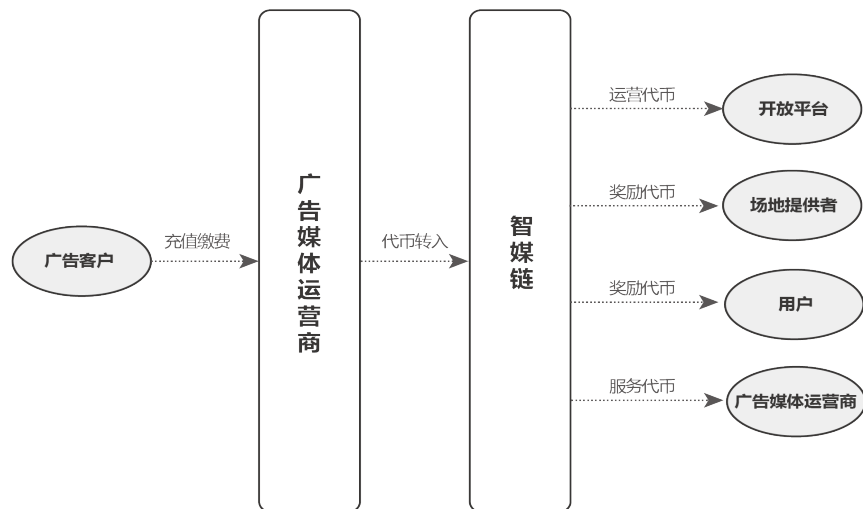 广告客户
充值缴费
广告媒体运营商
代币转入
智媒链
运营代币
开放平台
奖励代币
场地提供者
奖励代币
用户
服务代币
广告媒体运营商